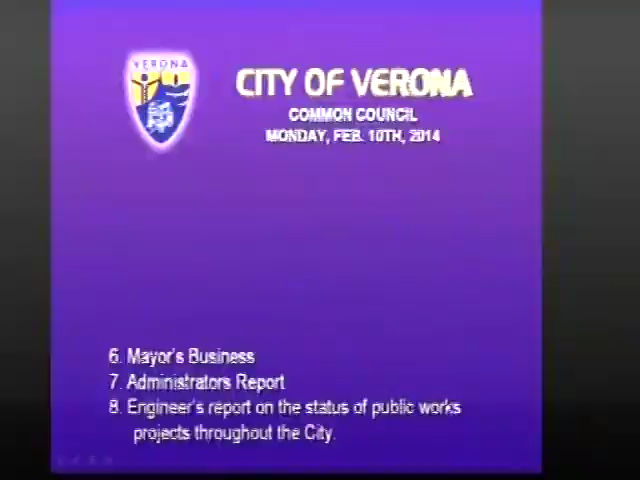 VERONA
CITY OF VERONA
COMMON COUNCIL
MONDAY, FEB. 10TH, 2014
6. Mayor's Business
7. Administrators Report
8. Engineer's report on the status of public works
projects throughout the City.